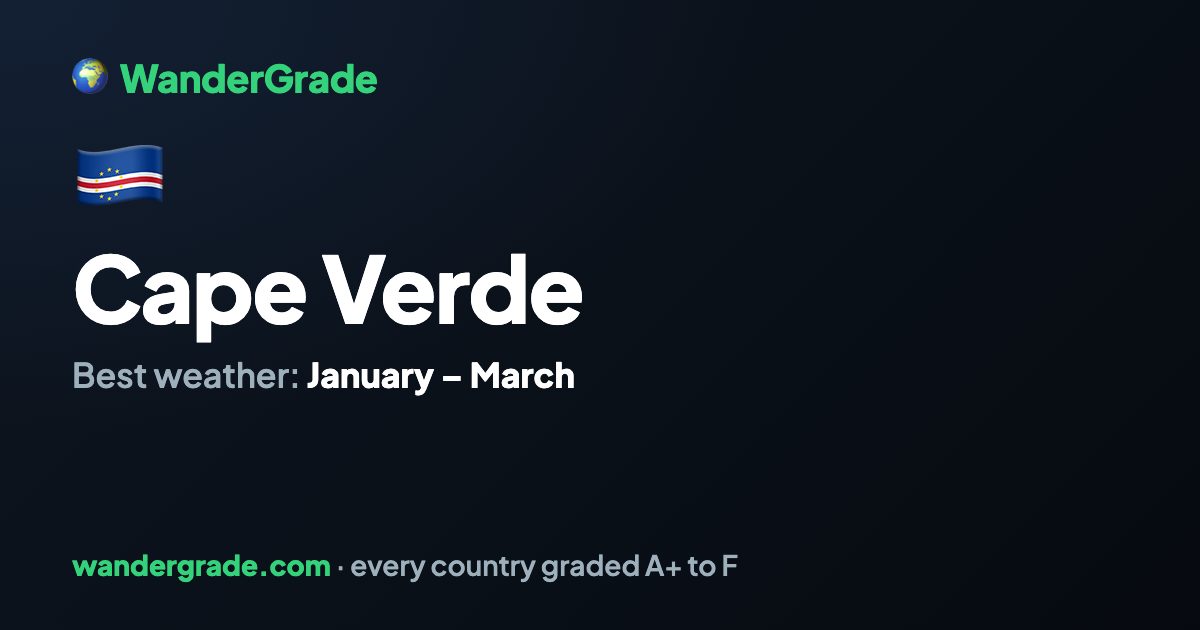 WanderGrade
Cape Verde
Best weather: January – March
wandergrade.com · every country graded A+ to F